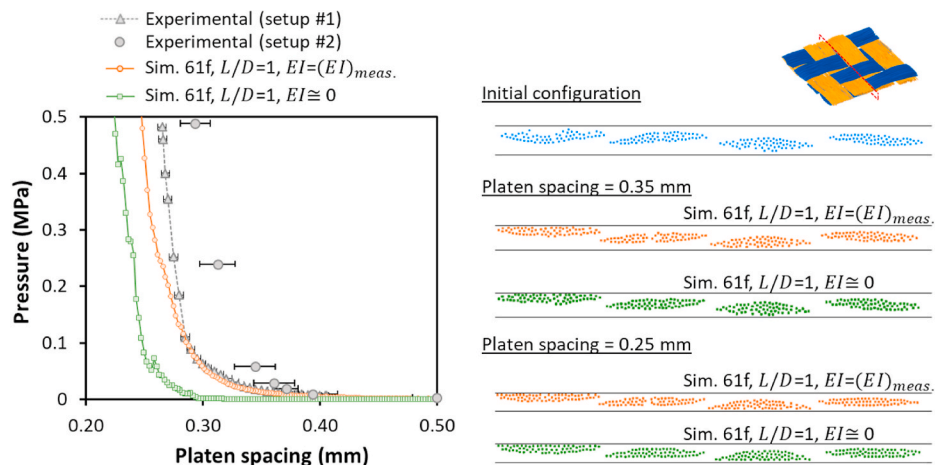 Experimental (setup #1)
Experimental (setup #2)
Sim. 61f, L/D=1, EI=(EI)meas.
Sim. 61f, L/D=1, EI≅ 0
0.5
0.4
0.3
0.2
0.1
0
0.20
0.30
0.40
0.50
Pressure (MPa)
Platen spacing (mm)
Initial configuration
Platen spacing = 0.35 mm
Sim. 61f, L/D=1, EI=(EI)meas.
Sim. 61f, L/D=1, EI≅ 0
Platen spacing = 0.25 mm
Sim. 61f, L/D=1, EI=(EI)meas.
Sim. 61f, L/D=1, EI≅ 0